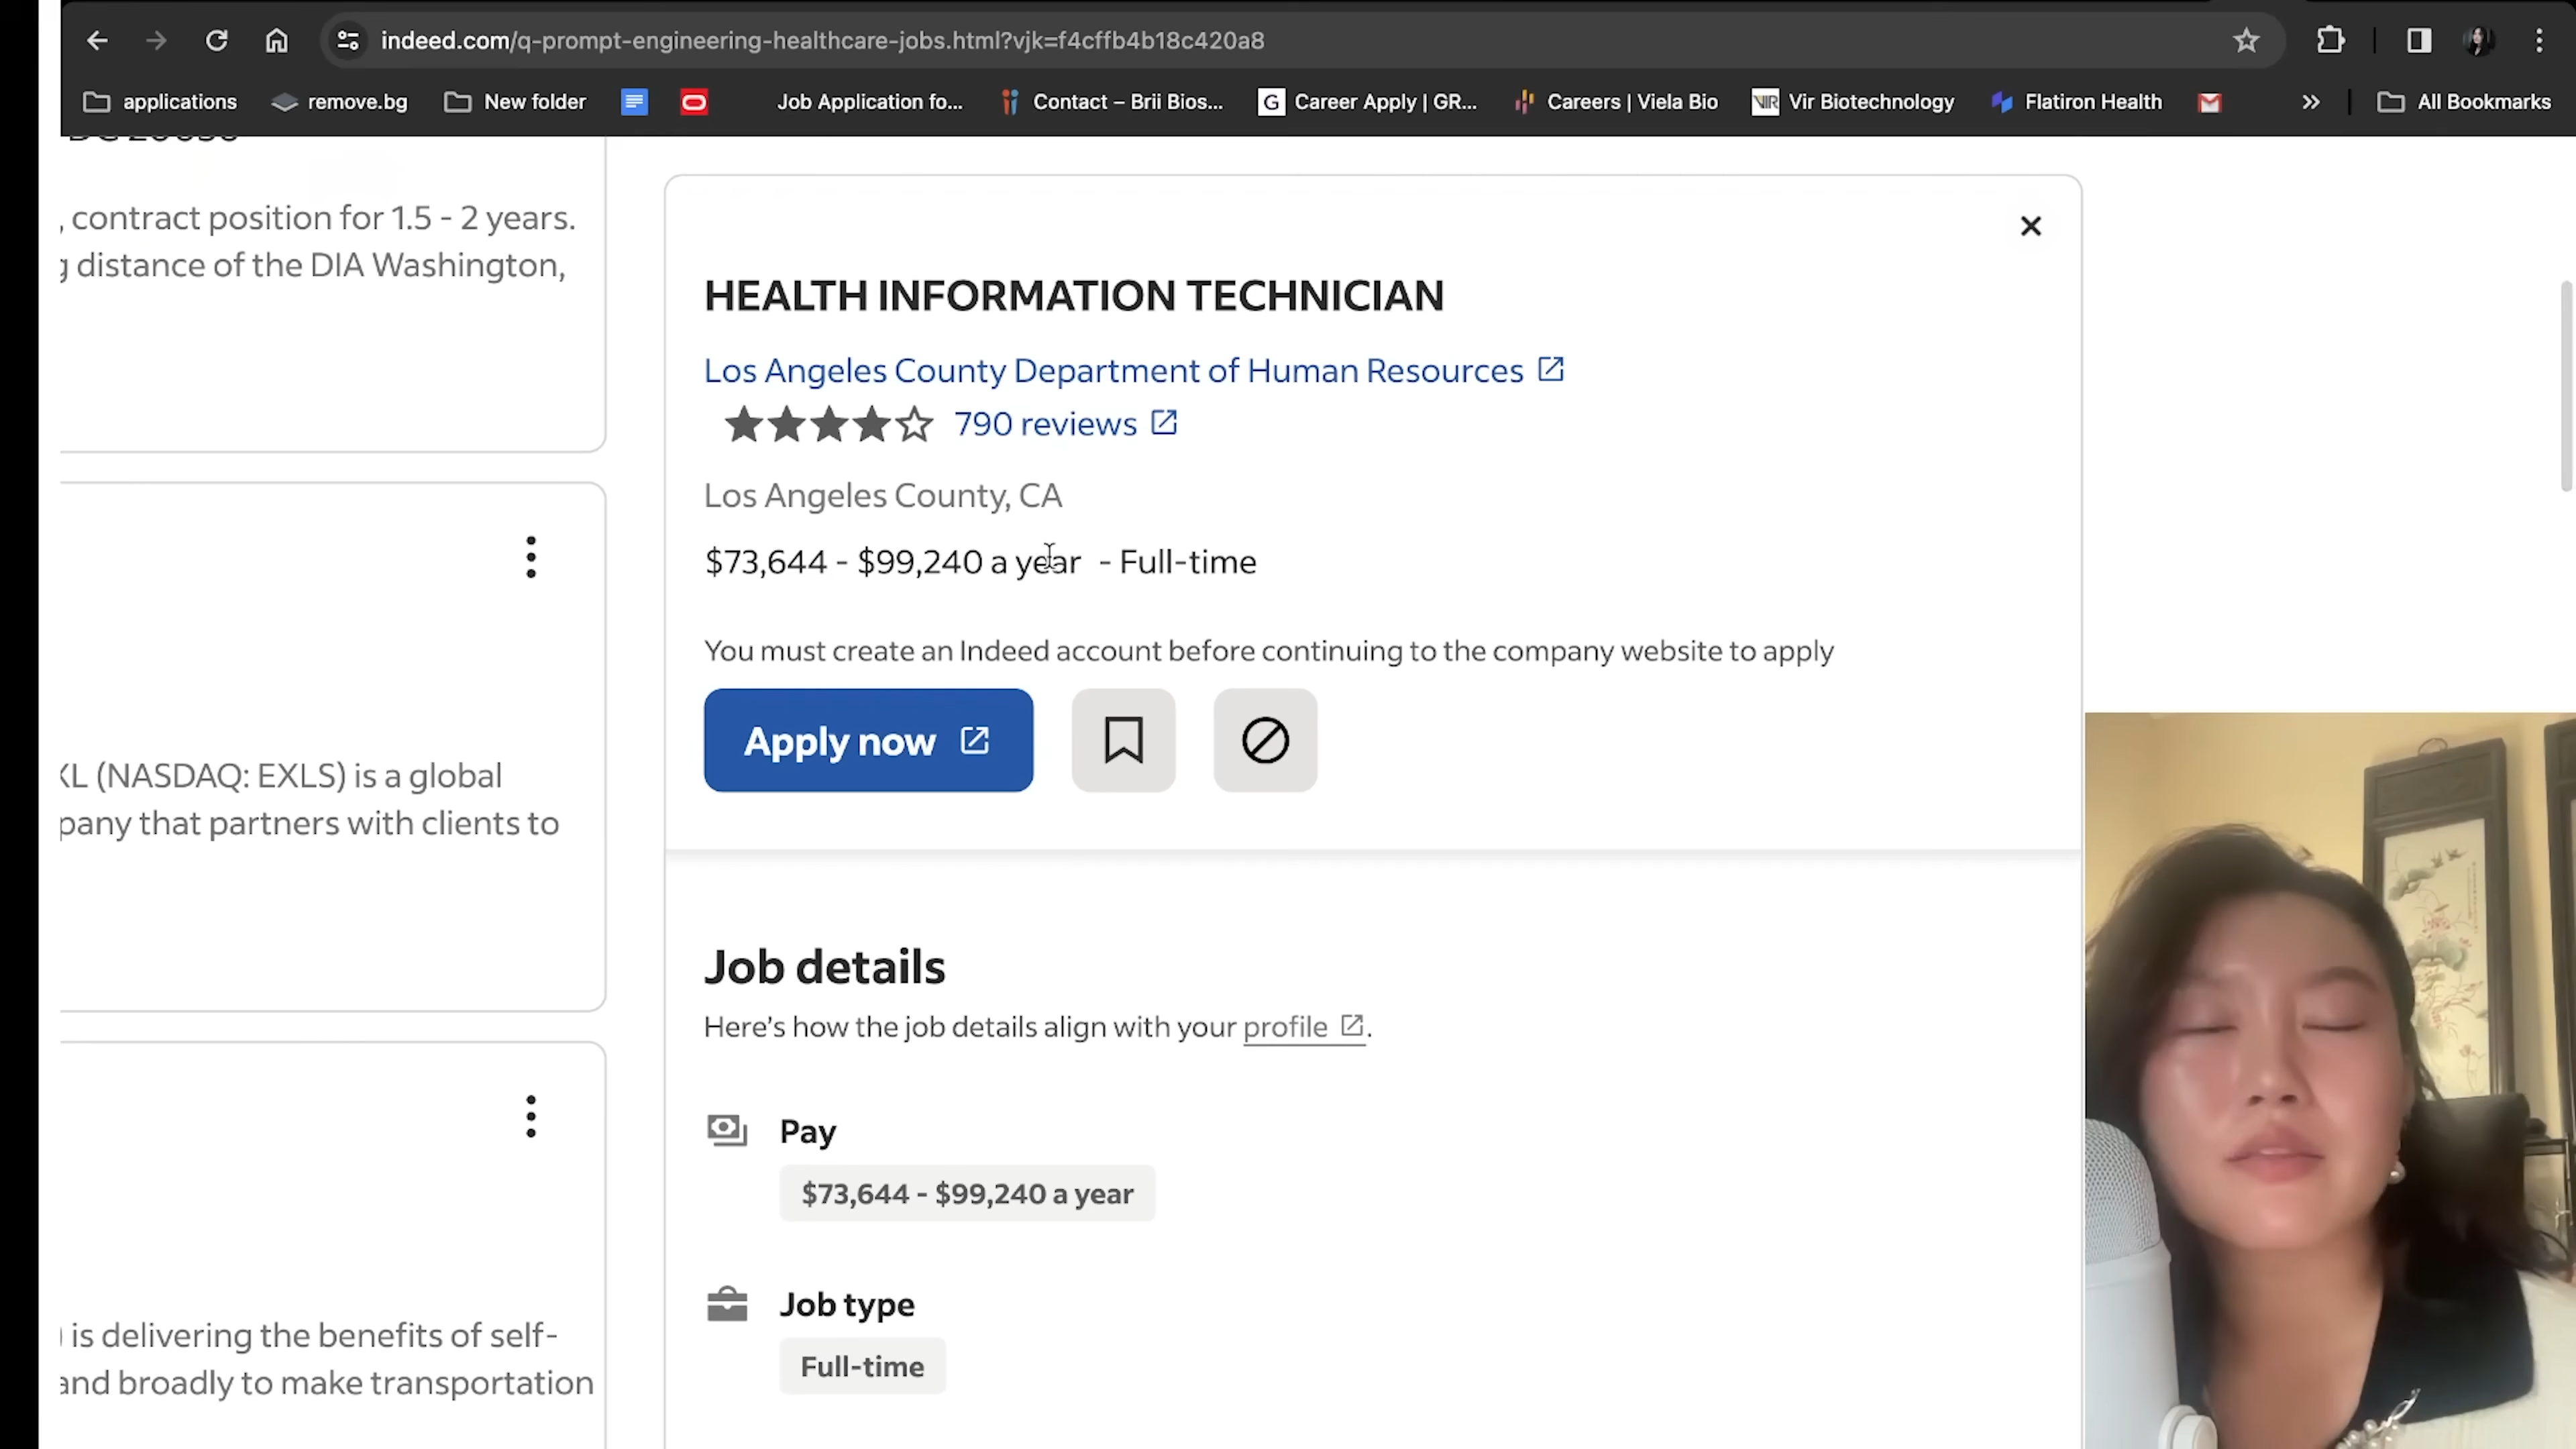 indeed.com/q-prompt-engineering-healthcare-jobs.html?vjk=f4cffb4b18c420a8
applications
remove.bg
New folder
Job Application fo...
Contact – Brii Bios...
G Career Apply | GR...
Careers | Viela Bio
VIR Vir Biotechnology
Flatiron Health
All Bookmarks
, contract position for 1.5 - 2 years.
distance of the DIA Washington,
(NASDAQ: EXLS) is a global
pany that partners with clients to
is delivering the benefits of self-
and broadly to make transportation
HEALTH INFORMATION TECHNICIAN
Los Angeles County Department of Human Resources
790 reviews
Los Angeles County, CA
$73,644 - $99,240 a year - Full-time
You must create an Indeed account before continuing to the company website to apply
Apply now
Job details
Here's how the job details align with your profile.
Pay
$73,644 - $99,240 a year
Job type
Full-time